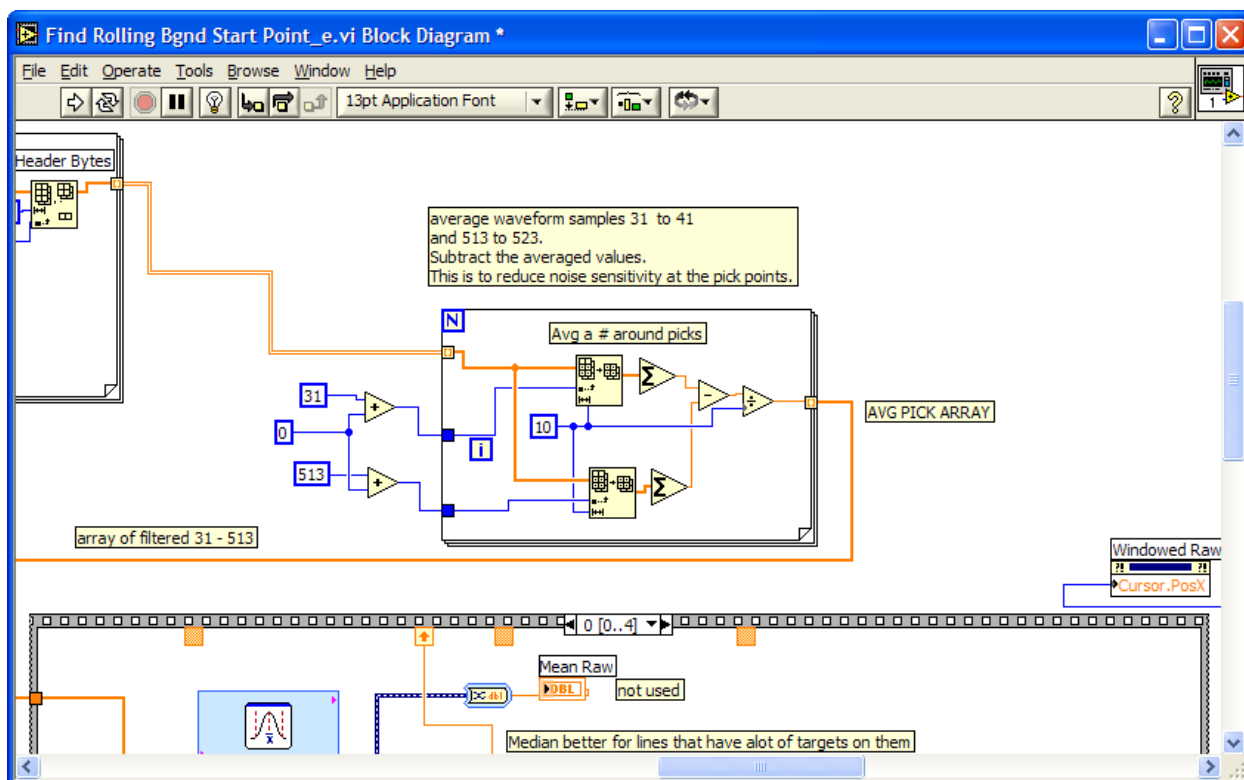 Find Rolling Bgnd Start Point_e.vi Block Diagram *
File Edit Operate Tools Browse Window Help
13pt Application Font
?
1
Header Bytes
average waveform samples 31 to 41
and 513 to 523.
Subtract the averaged values.
This is to reduce noise sensitivity at the pick points.
N
Avg a # around picks
Σ
31
+
-
÷
AVG PICK ARRAY
0
i
10
513
+
Σ
array of filtered 31 - 513
Windowed Raw
?! ?!
Cursor.PosX
0 [0..4]
Mean Raw
dbl
DBL
not used
x
Median better for lines that have alot of targets on them